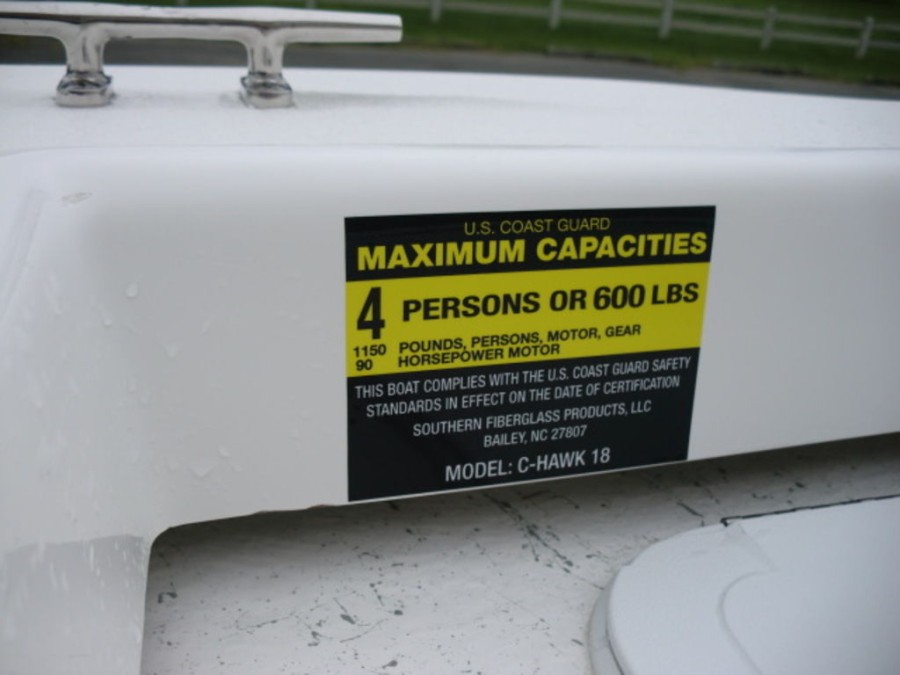 U.S. COAST GUARD
MAXIMUM CAPACITIES
4 PERSONS OR 600 LBS
1150 POUNDS, PERSONS, MOTOR, GEAR
90 HORSEPOWER MOTOR
THIS BOAT COMPLIES WITH THE U.S. COAST GUARD SAFETY
STANDARDS IN EFFECT ON THE DATE OF CERTIFICATION
SOUTHERN FIBERGLASS PRODUCTS, LLC
BAILEY, NC 27807
MODEL: C-HAWK 18